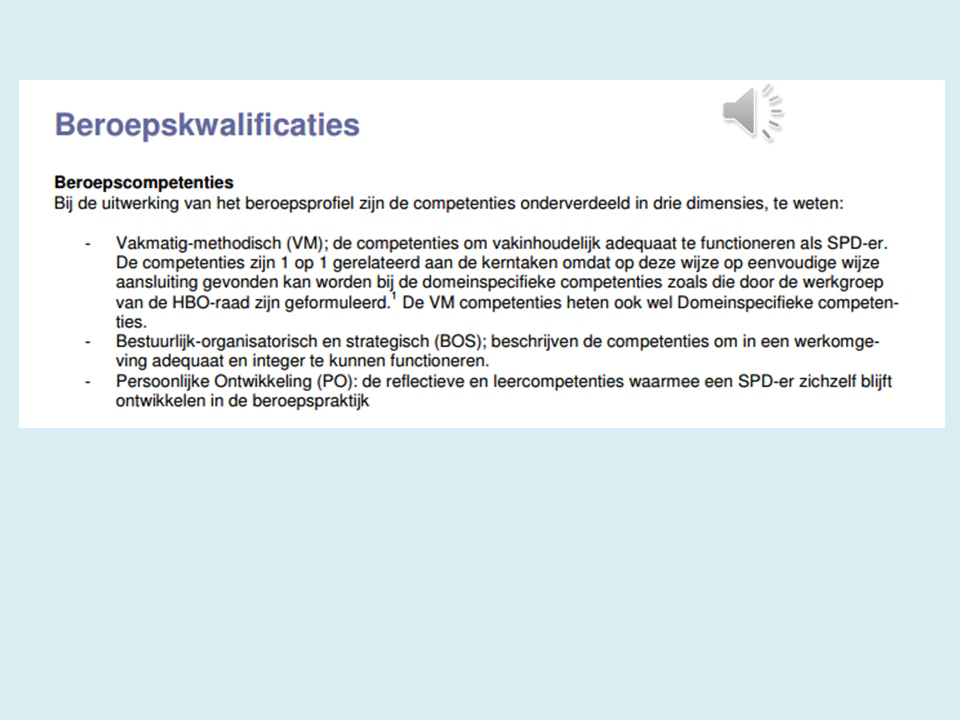 Beroepskwalificaties
Beroepscompetenties
Bij de uitwerking van het beroepsprofiel zijn de competenties onderverdeeld in drie dimensies, te weten:
- Vakmatig-methodisch (VM); de competenties om vakinhoudelijk adequaat te functioneren als SPD-er.
De competenties zijn 1 op 1 gerelateerd aan de kerntaken omdat op deze wijze op eenvoudige wijze
aansluiting gevonden kan worden bij de domeinspecifieke competenties zoals die door de werkgroep
van de HBO-raad zijn geformuleerd.¹ De VM competenties heten ook wel Domeinspecifieke competen-
ties.
- Bestuurlijk-organisatorisch en strategisch (BOS); beschrijven de competenties om in een werkomge-
ving adequaat en integer te kunnen functioneren.
- Persoonlijke Ontwikkeling (PO): de reflectieve en leercompetenties waarmee een SPD-er zichzelf blijft
ontwikkelen in de beroepspraktijk